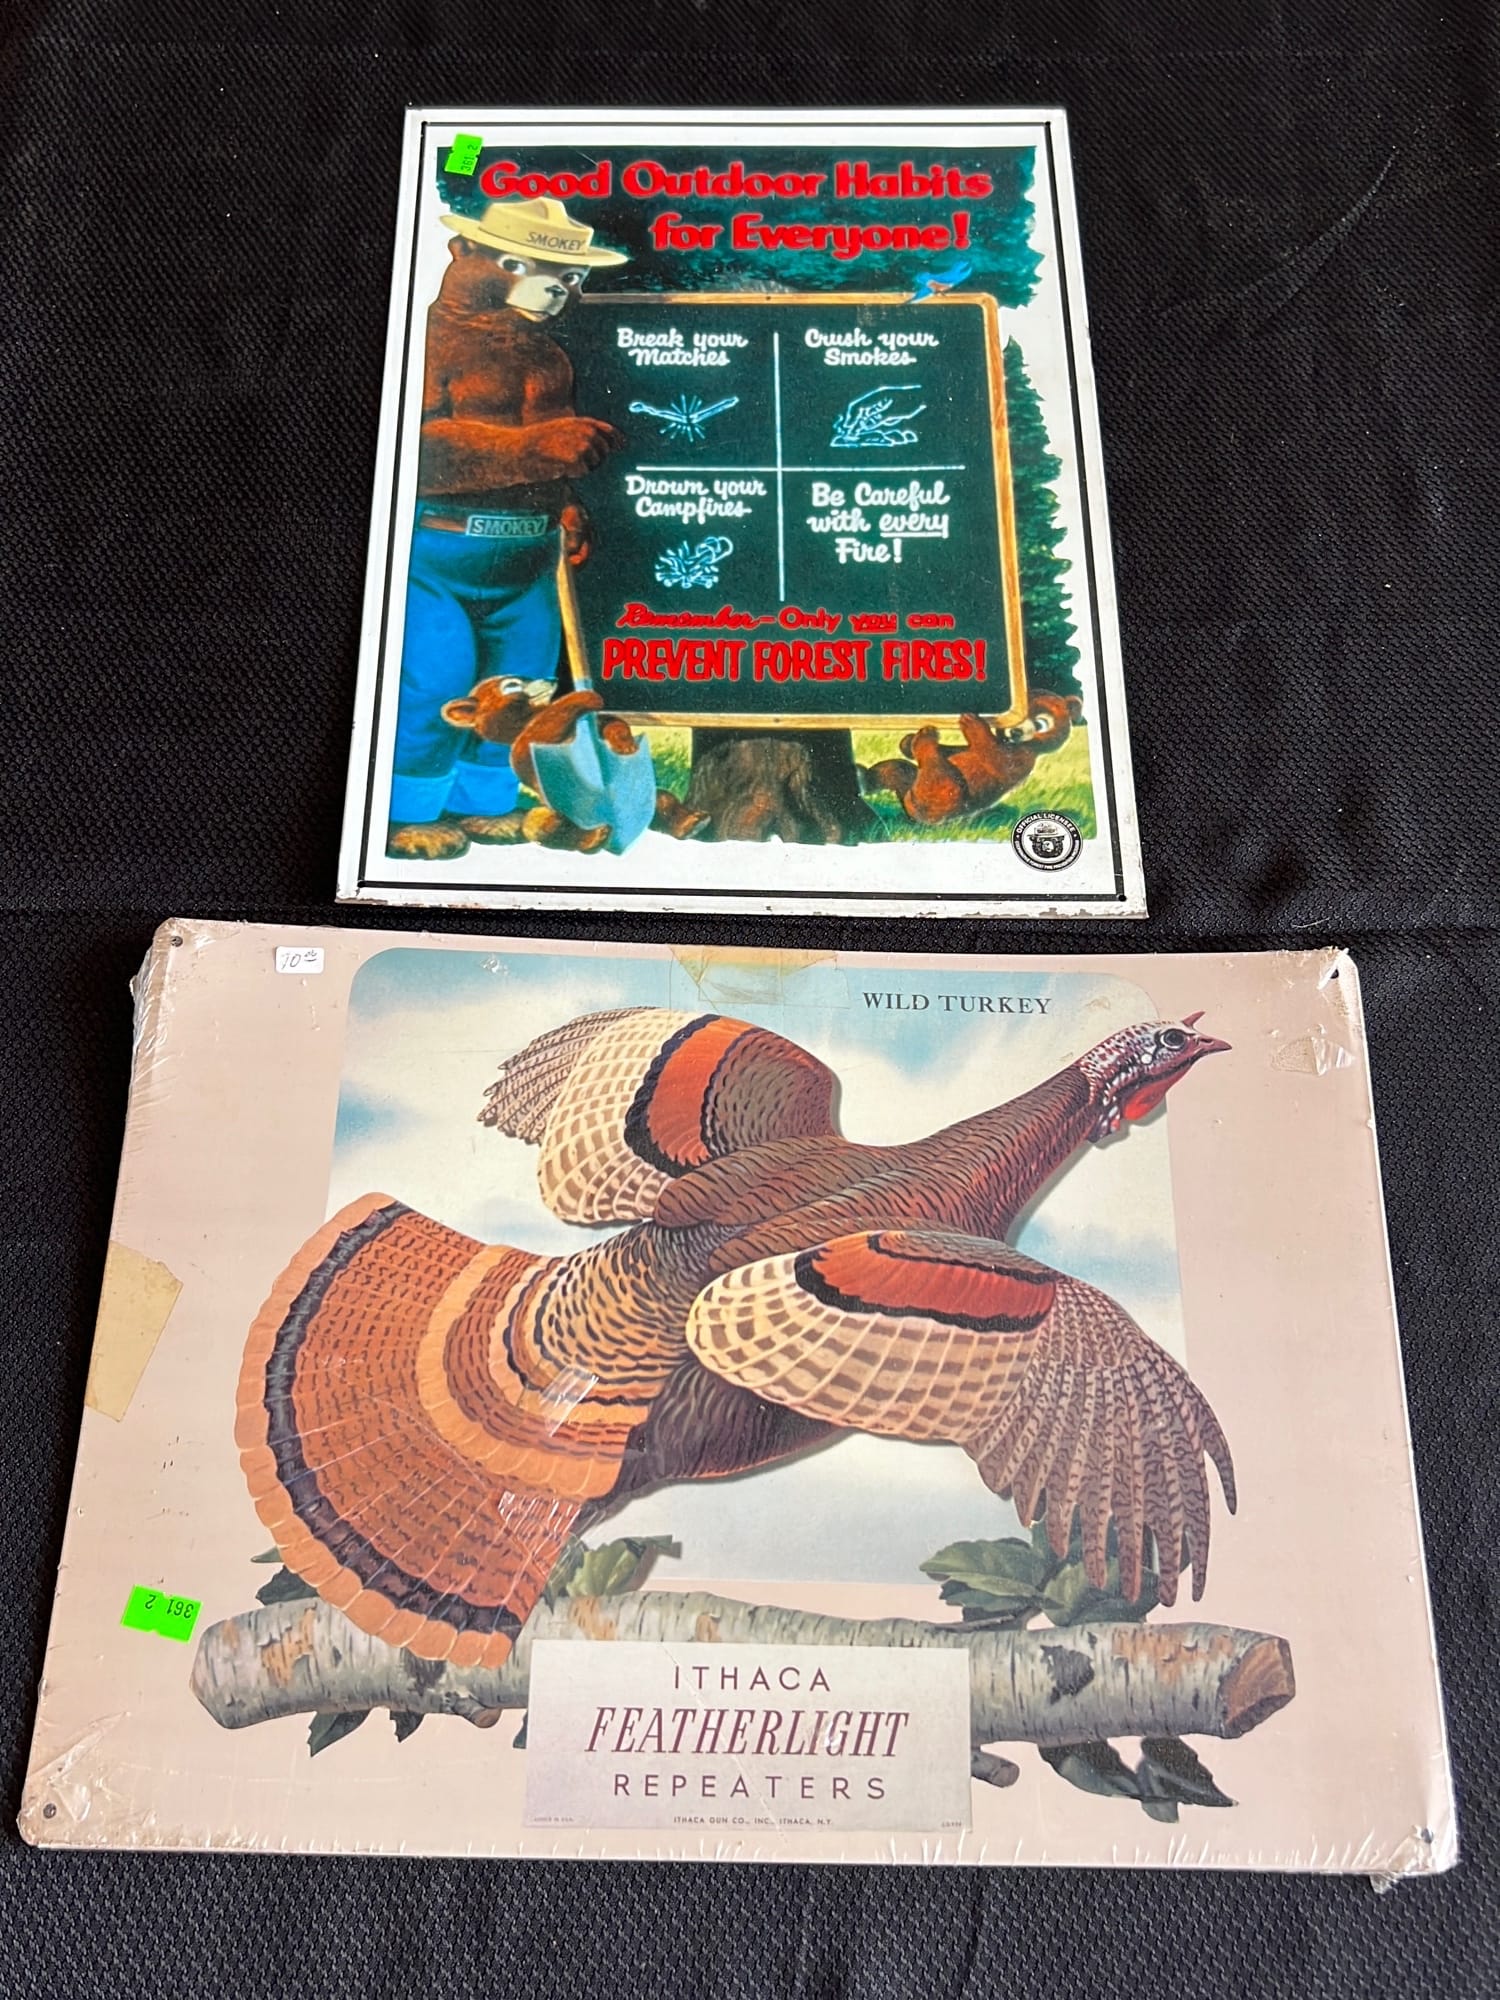 361 2
Good Outdoor Habits
for Everyone!
SMOKEY
Break your
Matches
Crush your
Smokes
Drown your
Campfires
Be Careful
with every
Fire!
SMOKEY
Remember - Only you can
PREVENT FOREST FIRES!
OFFICIAL LICENSEE
WILD TURKEY
361 2
ITHACA
FEATHERLIGHT
REPEATERS
ITHACA GUN CO., INC., ITHACA, N.Y.